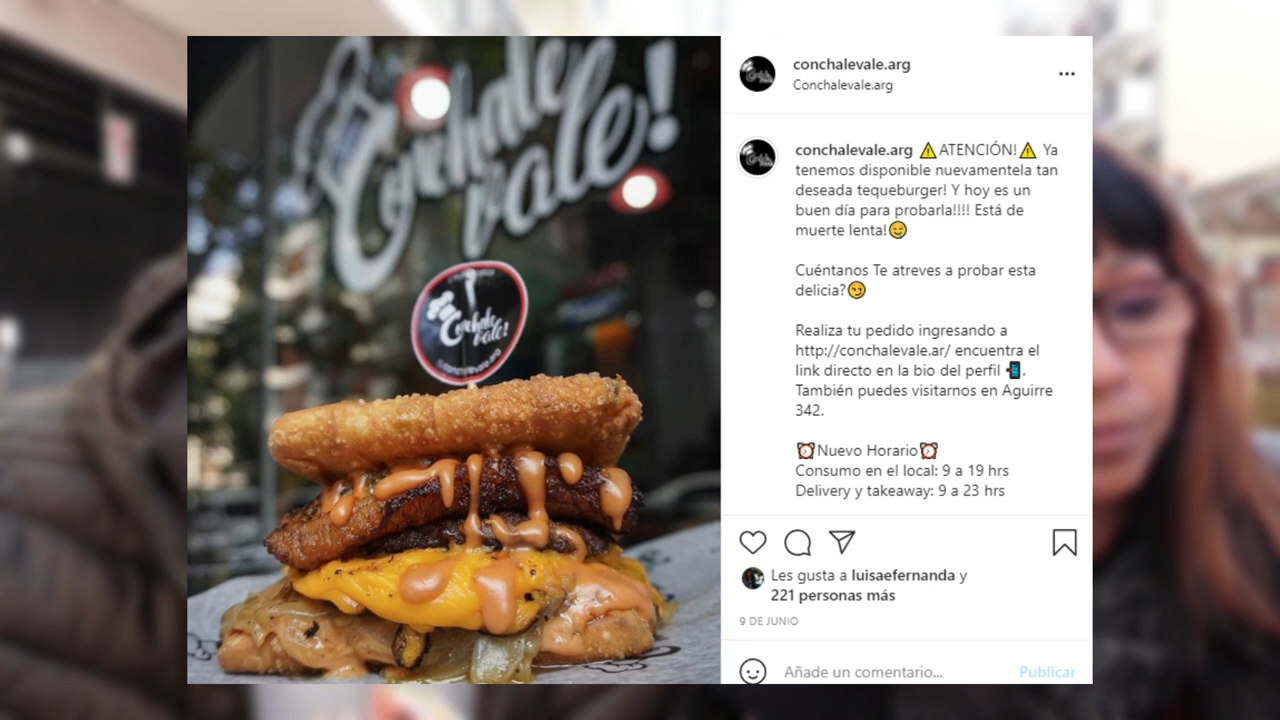 Conchale
vale!
Conchale
vale!
@conchalevale.arg
conchalevale.arg
Conchalevale.arg
conchalevale.arg ⚠️ATENCIÓN!⚠️ Ya
tenemos disponible nuevamentela tan
deseada tequeburger! Y hoy es un
buen día para probarla!!!! Está de
muerte lenta!😋
Cuéntanos Te atreves a probar esta
delicia?😏
Realiza tu pedido ingresando a
http://conchalevale.ar/ encuentra el
link directo en la bio del perfil 📲.
También puedes visitarnos en Aguirre
342.
⏰Nuevo Horario⏰
Consumo en el local: 9 a 19 hrs
Delivery y takeaway: 9 a 23 hrs
Les gusta a luisaefernanda y
221 personas más
9 DE JUNIO
Añade un comentario...
Publicar